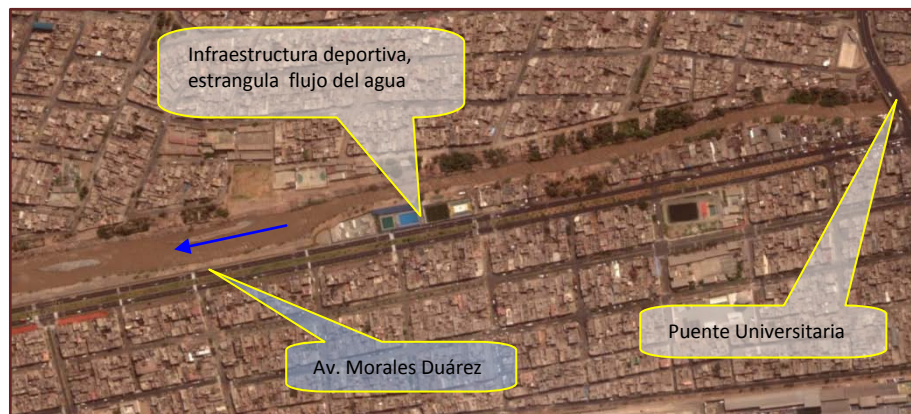 Infraestructura deportiva,
estrangula flujo del agua
Puente Universitaria
Av. Morales Duárez